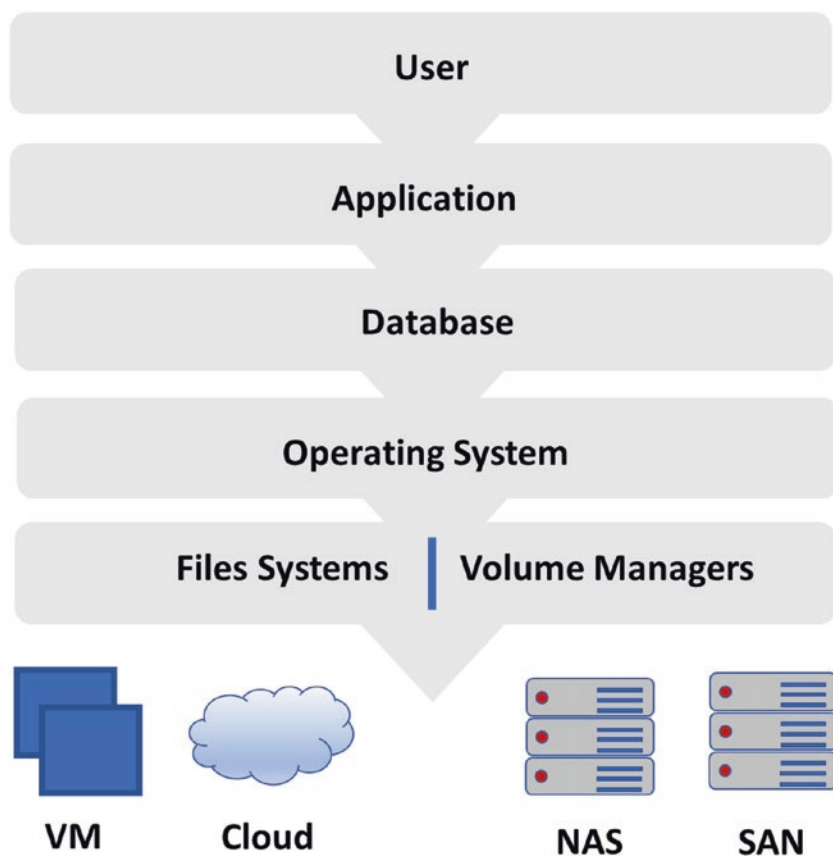 User
Application
Database
Operating System
Files Systems
Volume Managers
VM
Cloud
NAS
SAN